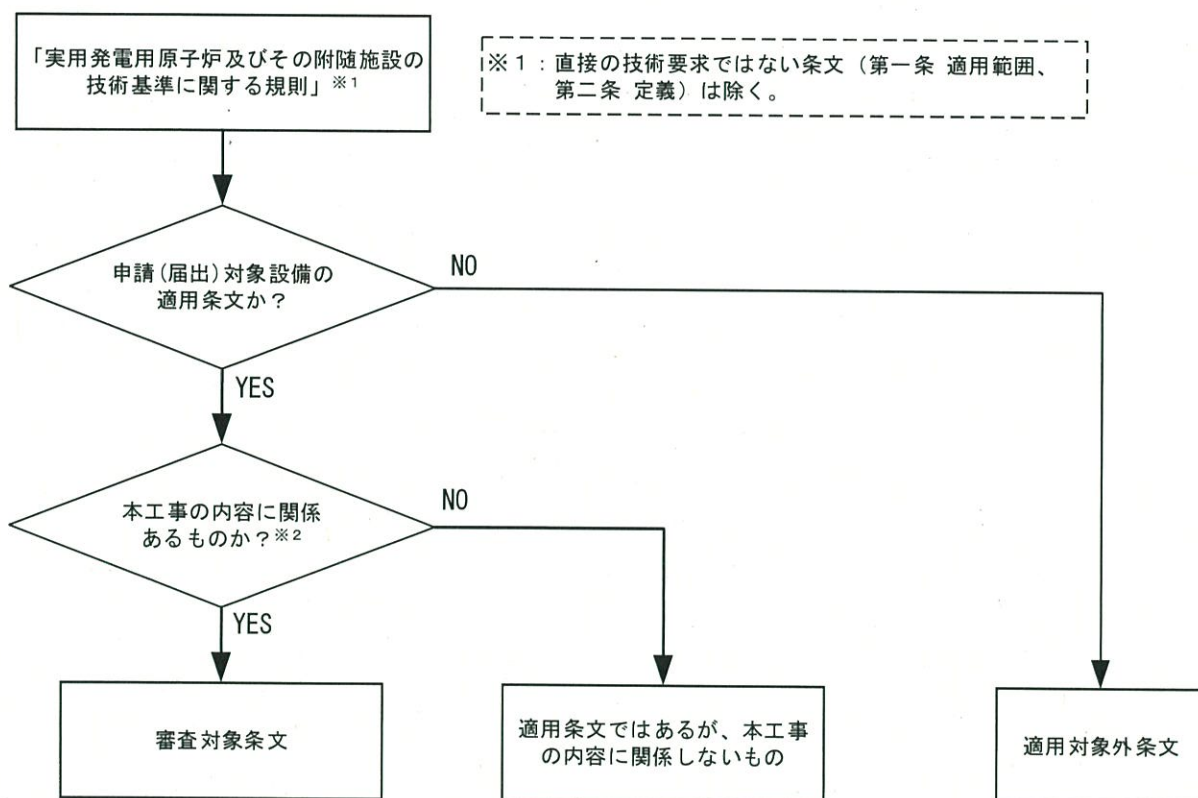 「実用発電用原子炉及びその附随施設の
技術基準に関する規則」※1
※1:直接の技術要求ではない条文(第一条 適用範囲、
第二条 定義)は除く。
申請(届出)対象設備の
適用条文か?
NO
YES
本工事の内容に関係
あるものか?※2
NO
YES
審査対象条文
適用条文ではあるが、本工事
の内容に関係しないもの
適用対象外条文